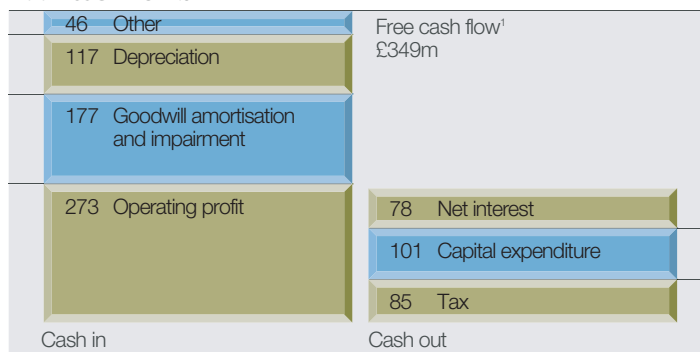 46 Other
117 Depreciation
177 Goodwill amortisation
and impairment
273 Operating profit
Cash in
Free cash flow¹
£349m
78 Net interest
101 Capital expenditure
85 Tax
Cash out